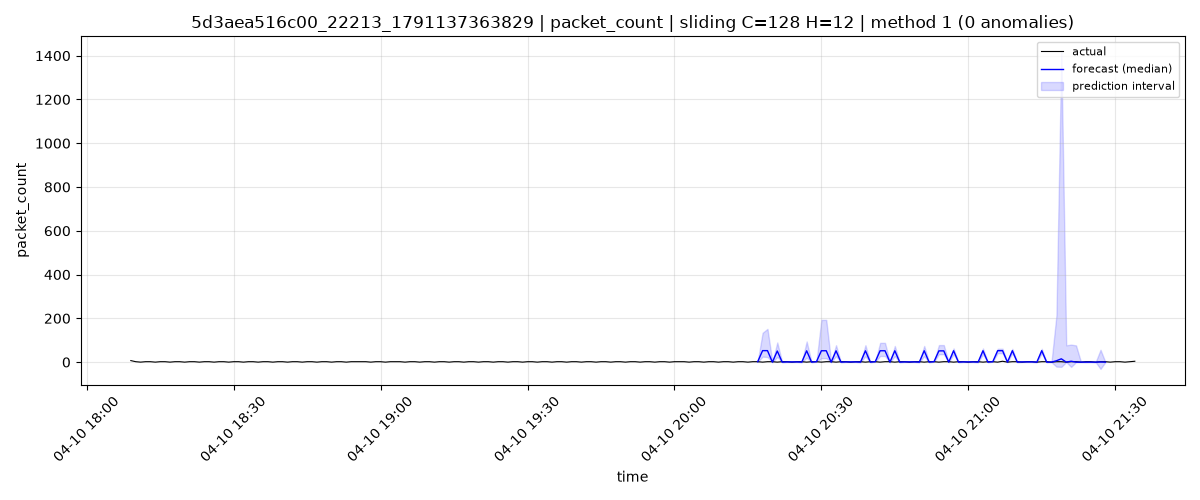 5d3aea516c00_22213_1791137363829 | packet_count | sliding C=128 H=12 | method 1 (0 anomalies)
actual
forecast (median)
prediction interval
1400
1200
1000
800
600
400
200
0
packet_count
04-10 18:00
04-10 18:30
04-10 19:00
04-10 19:30
04-10 20:00
04-10 20:30
04-10 21:00
04-10 21:30
time